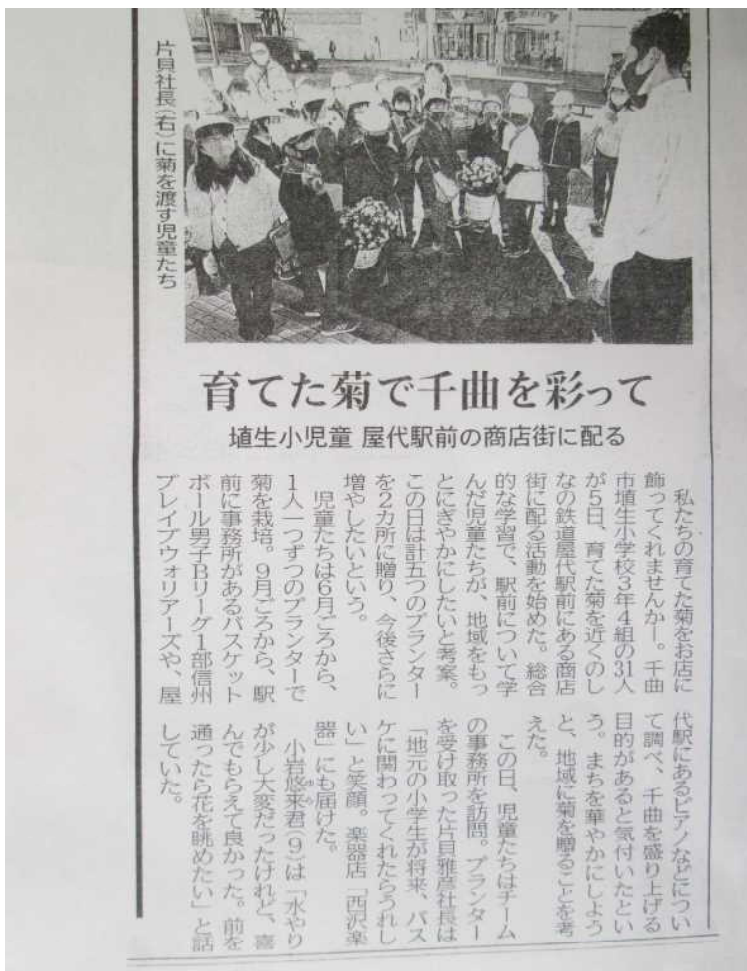 片貝社長(右)に菊を渡す児童たち
育てた菊で千曲を彩って
埴生小児童 屋代駅前の商店街に配る
私たちの育てた菊をお店に
飾ってくれませんか―。千曲
市埴生小学校3年4組の31人
が5日、育てた菊を近くのし
なの鉄道屋代駅前にある商店
街に配る活動を始めた。総合
的な学習で、駅前について学
んだ児童たちが、地域をもっ
とにぎやかにしたいと考案。
この日は計五つのプランター
を2カ所に贈り、今後さらに
増やしたいという。
児童たちは6月ごろから、
1人一つずつのプランターで
菊を栽培。9月ごろから、駅
前に事務所があるバスケット
ボール男子Bリーグ1部信州
ブレイブウォリアーズや、屋
代駅にあるピアノなどについ
て調べ、千曲を盛り上げる
目的があると気付いたとい
う。まちを華やかにしよう
と、地域に菊を贈ることを考
えた。
この日、児童たちはチーム
の事務所を訪問。プランター
を受け取った片貝雅彦社長は
「地元の小学生が将来、バス
ケに関わってくれたらうれし
い」と笑顔。楽器店「西沢楽
器」にも届けた。
小岩悠来君(9)は「水やり
が少し大変だったけれど、喜
んでもらえて良かった。前を
通ったら花を眺めたい」と話
していた。